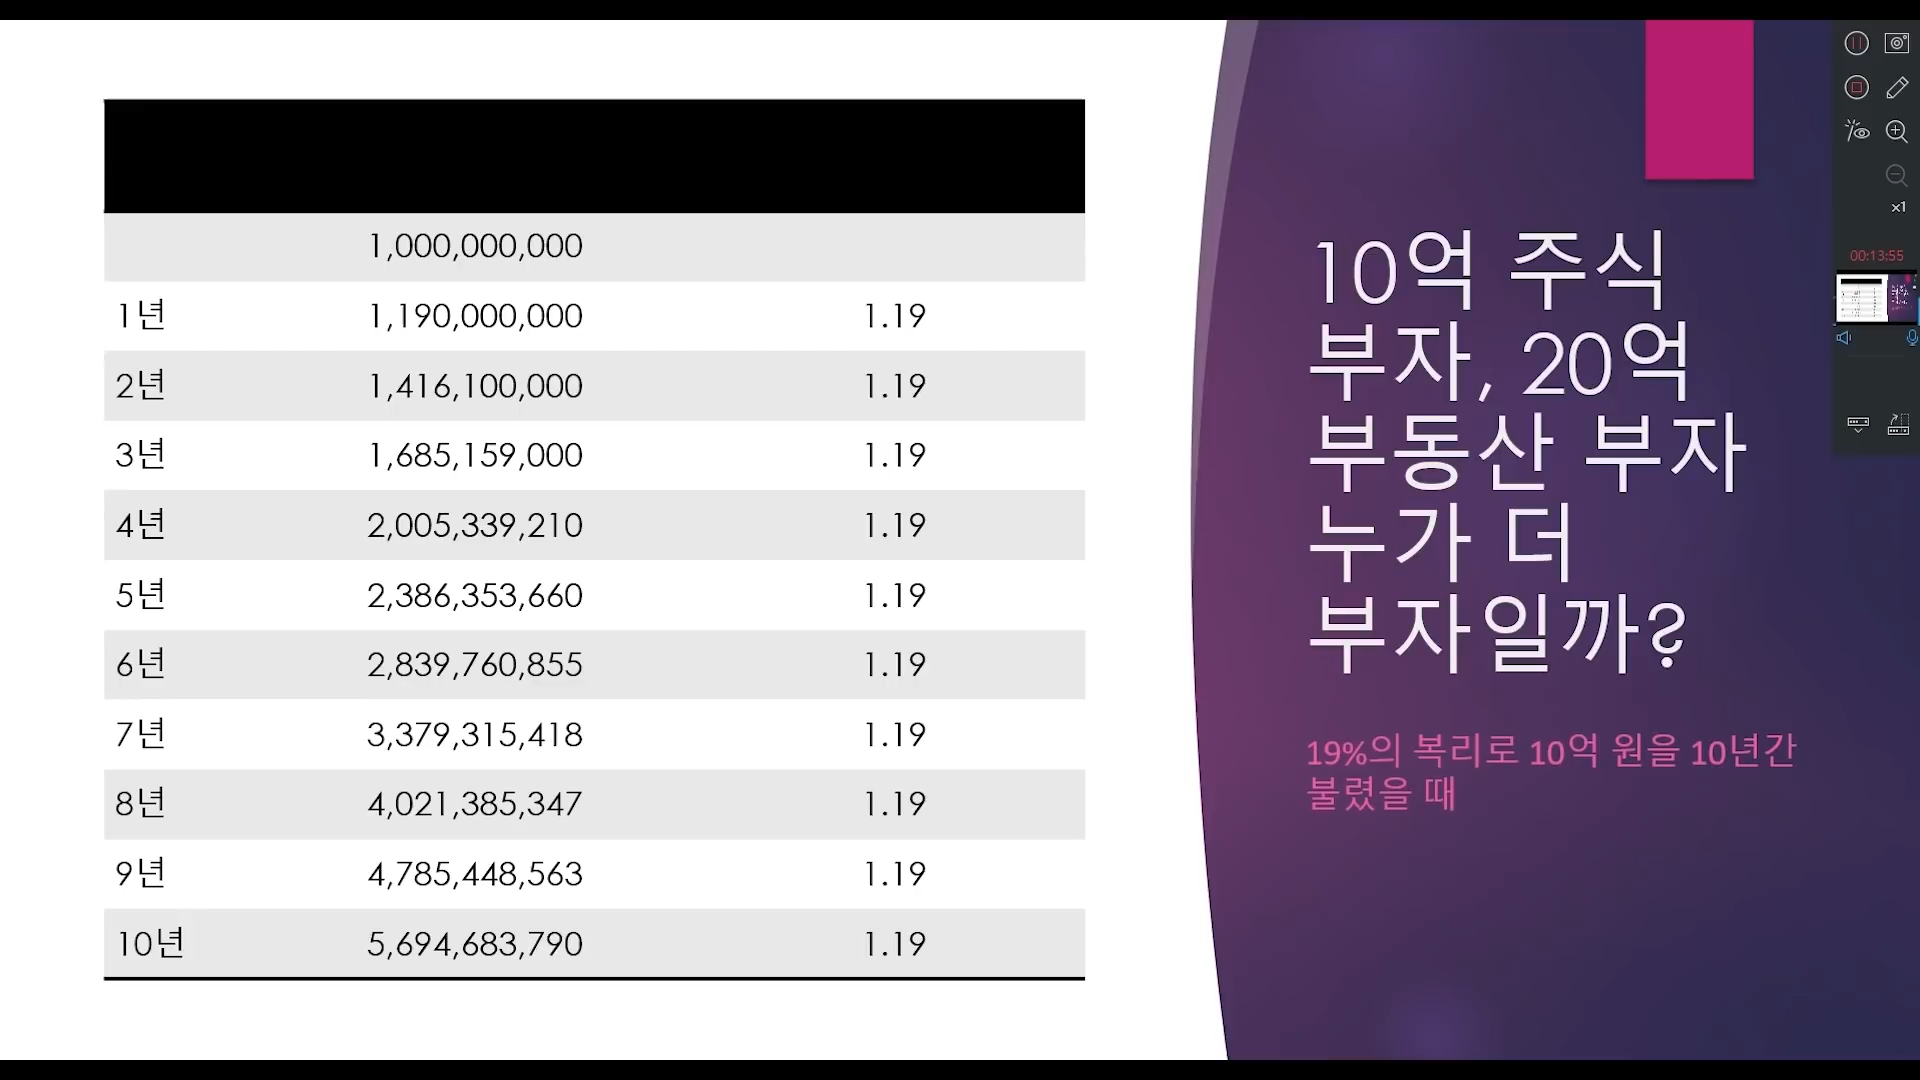 1,000,000,000
1년 1,190,000,000 1.19
2년 1,416,100,000 1.19
3년 1,685,159,000 1.19
4년 2,005,339,210 1.19
5년 2,386,353,660 1.19
6년 2,839,760,855 1.19
7년 3,379,315,418 1.19
8년 4,021,385,347 1.19
9년 4,785,448,563 1.19
10년 5,694,683,790 1.19
10억 주식
부자, 20억
부동산 부자
누가 더
부자일까?
19%의 복리로 10억 원을 10년간
불렸을 때
x1
00:13:55